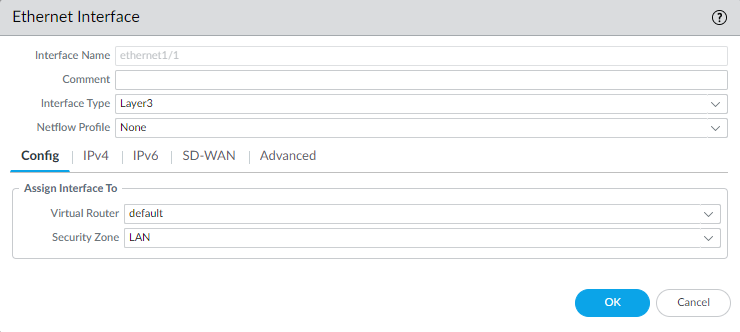 Ethernet Interface
Interface Name ethernet1/1
Comment
Interface Type Layer3
Netflow Profile None
Config IPv4 IPv6 SD-WAN Advanced
Assign Interface To
Virtual Router default
Security Zone LAN
OK Cancel